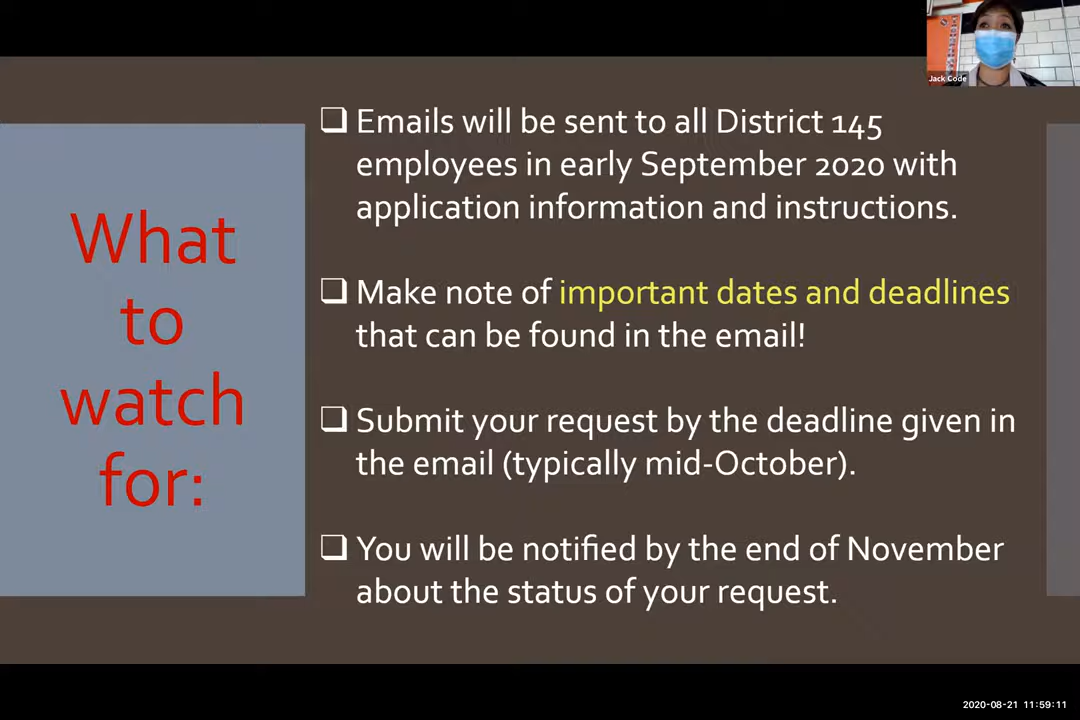 Jack Code
What
to
watch
for:
❑ Emails will be sent to all District 145
employees in early September 2020 with
application information and instructions.
❑ Make note of important dates and deadlines
that can be found in the email!
❑ Submit your request by the deadline given in
the email (typically mid-October).
❑ You will be notified by the end of November
about the status of your request.
2020-08-21 11:59:11